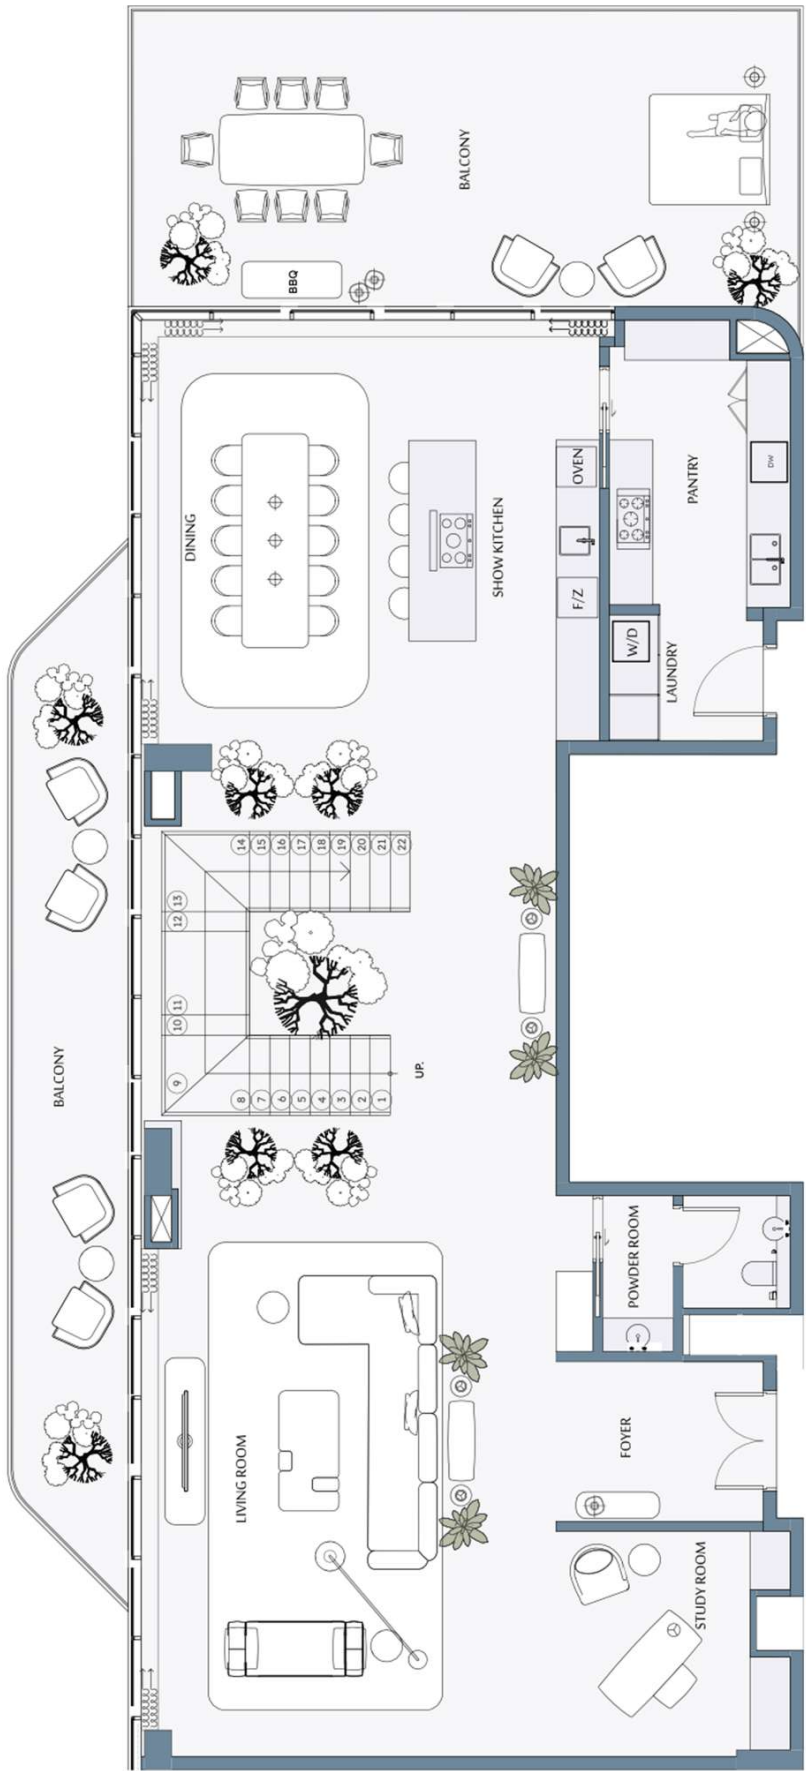 BALCONY
BBQ
DINING
SHOW KITCHEN
OVEN
F/Z
PANTRY
DW
W/D
LAUNDRY
BALCONY
14
15
16
17
18
19
20
21
22
13
12
11
10
9
8
7
6
5
4
3
2
1
UP.
LIVING ROOM
POWDER ROOM
FOYER
STUDY ROOM